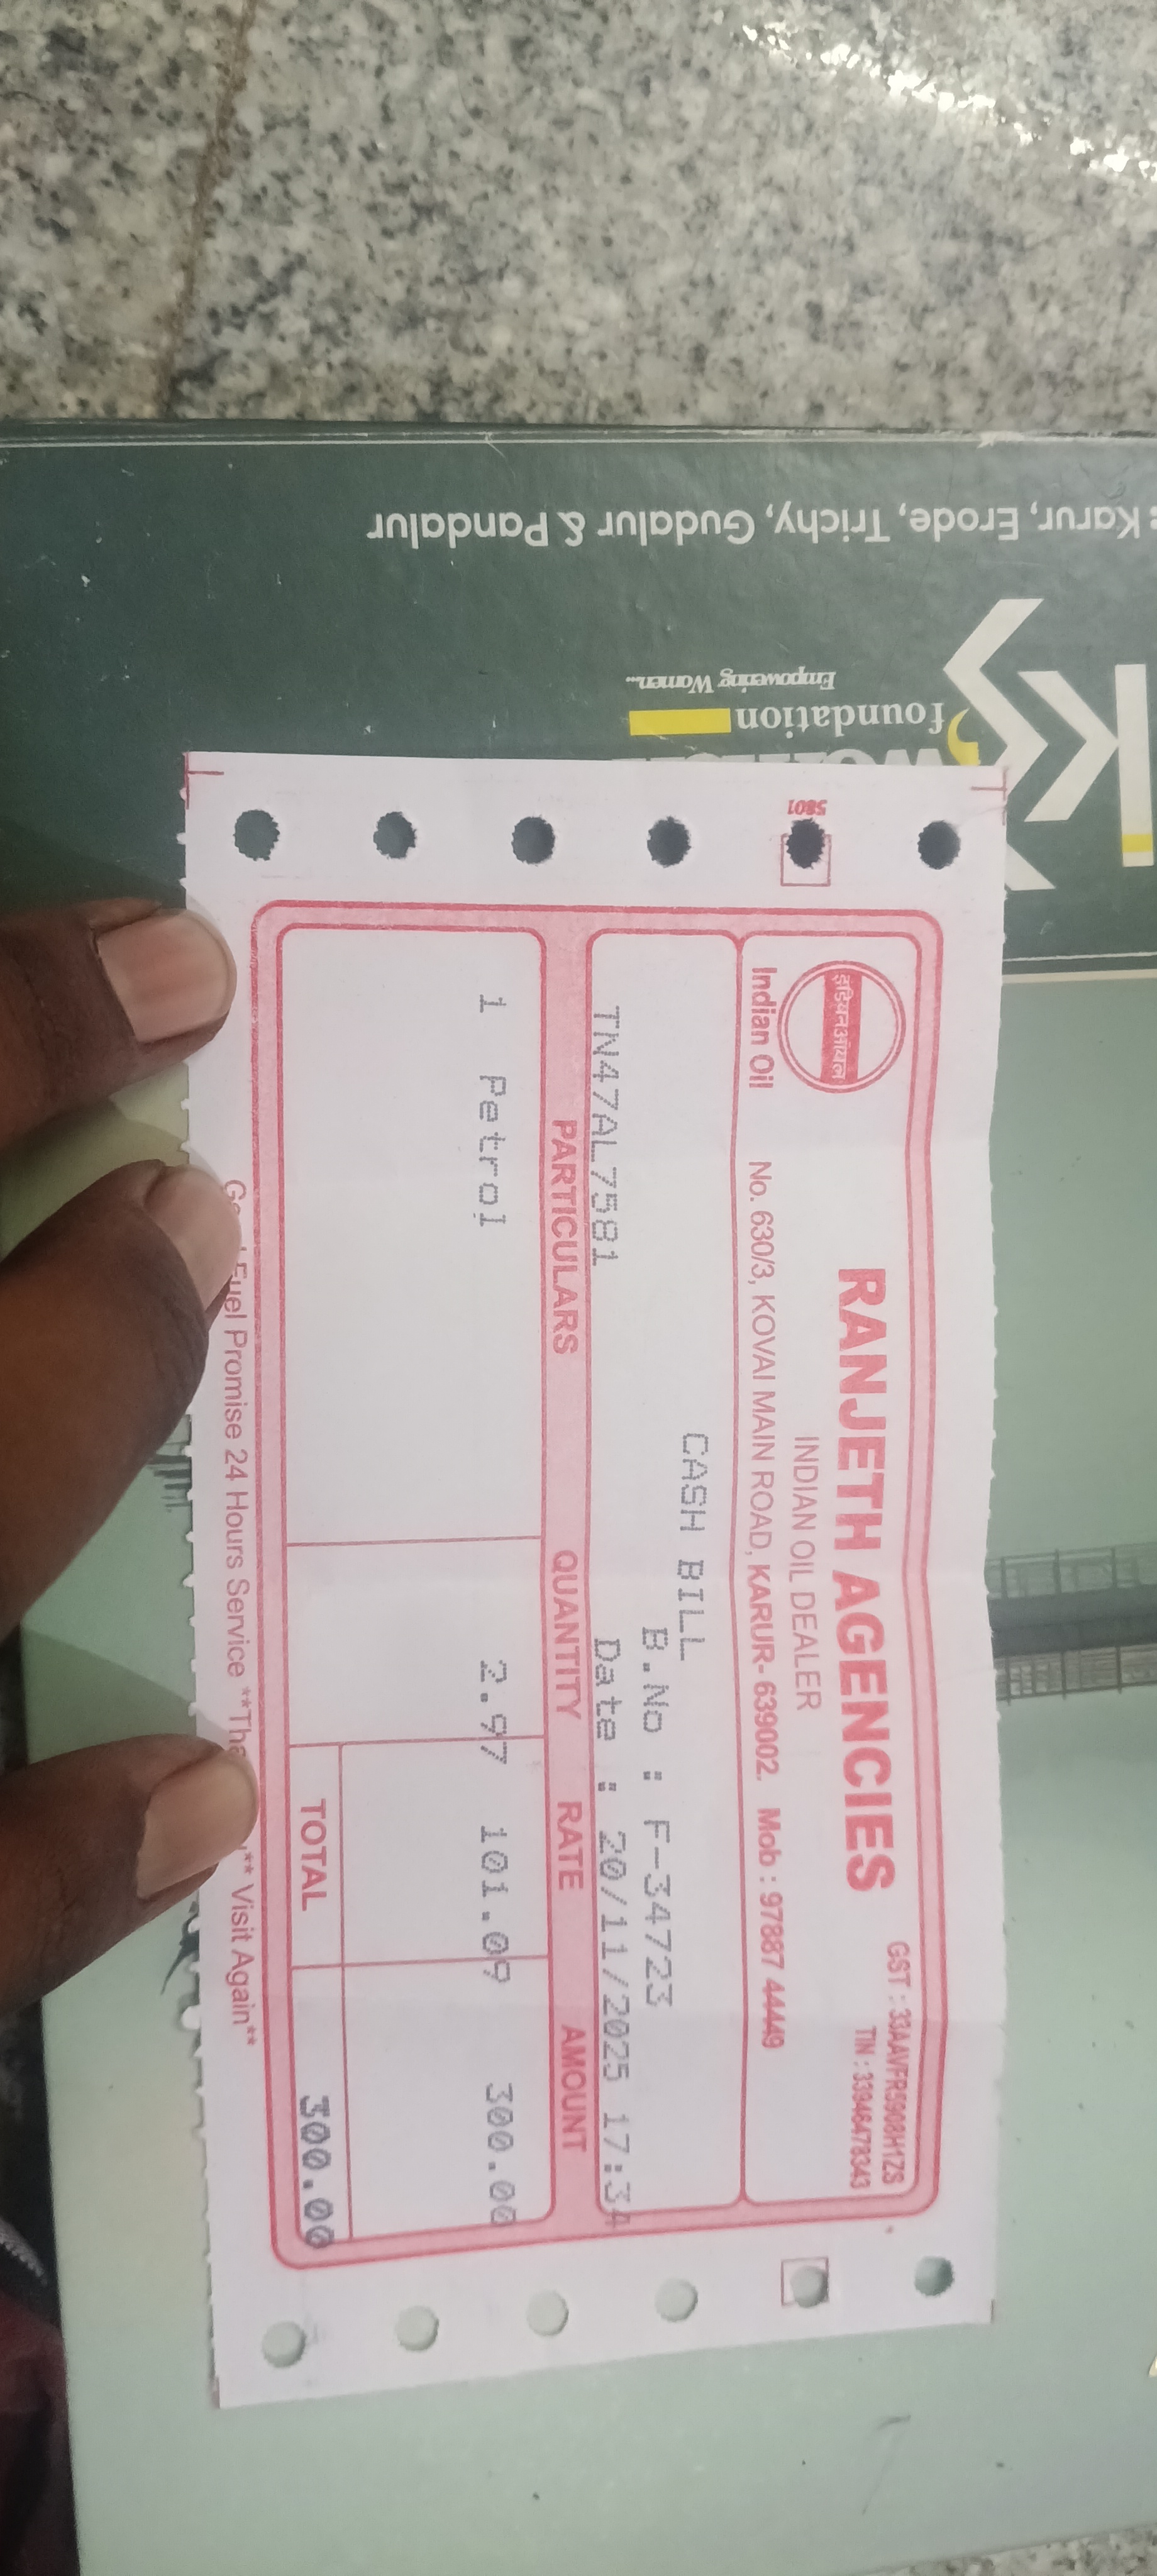 : Karur, Erode, Trichy, Gudalur & Pandalur
foundation
Empowering Women...
5801
GST : 33AAVFR5908H1ZS
TIN : 33946478343
इंडियनऑयल
Indian Oil
RANJETH AGENCIES
INDIAN OIL DEALER
No. 630/3, KOVAI MAIN ROAD, KARUR- 639002. Mob : 97887 44449
CASH BILL
B.No : F-34723
TN47AL7581 Date : 20/11/2025 17:34
PARTICULARS QUANTITY RATE AMOUNT
1 Petrol 2.97 101.09 300.00
TOTAL 300.00
Fuel Promise 24 Hours Service ** ** Visit Again**